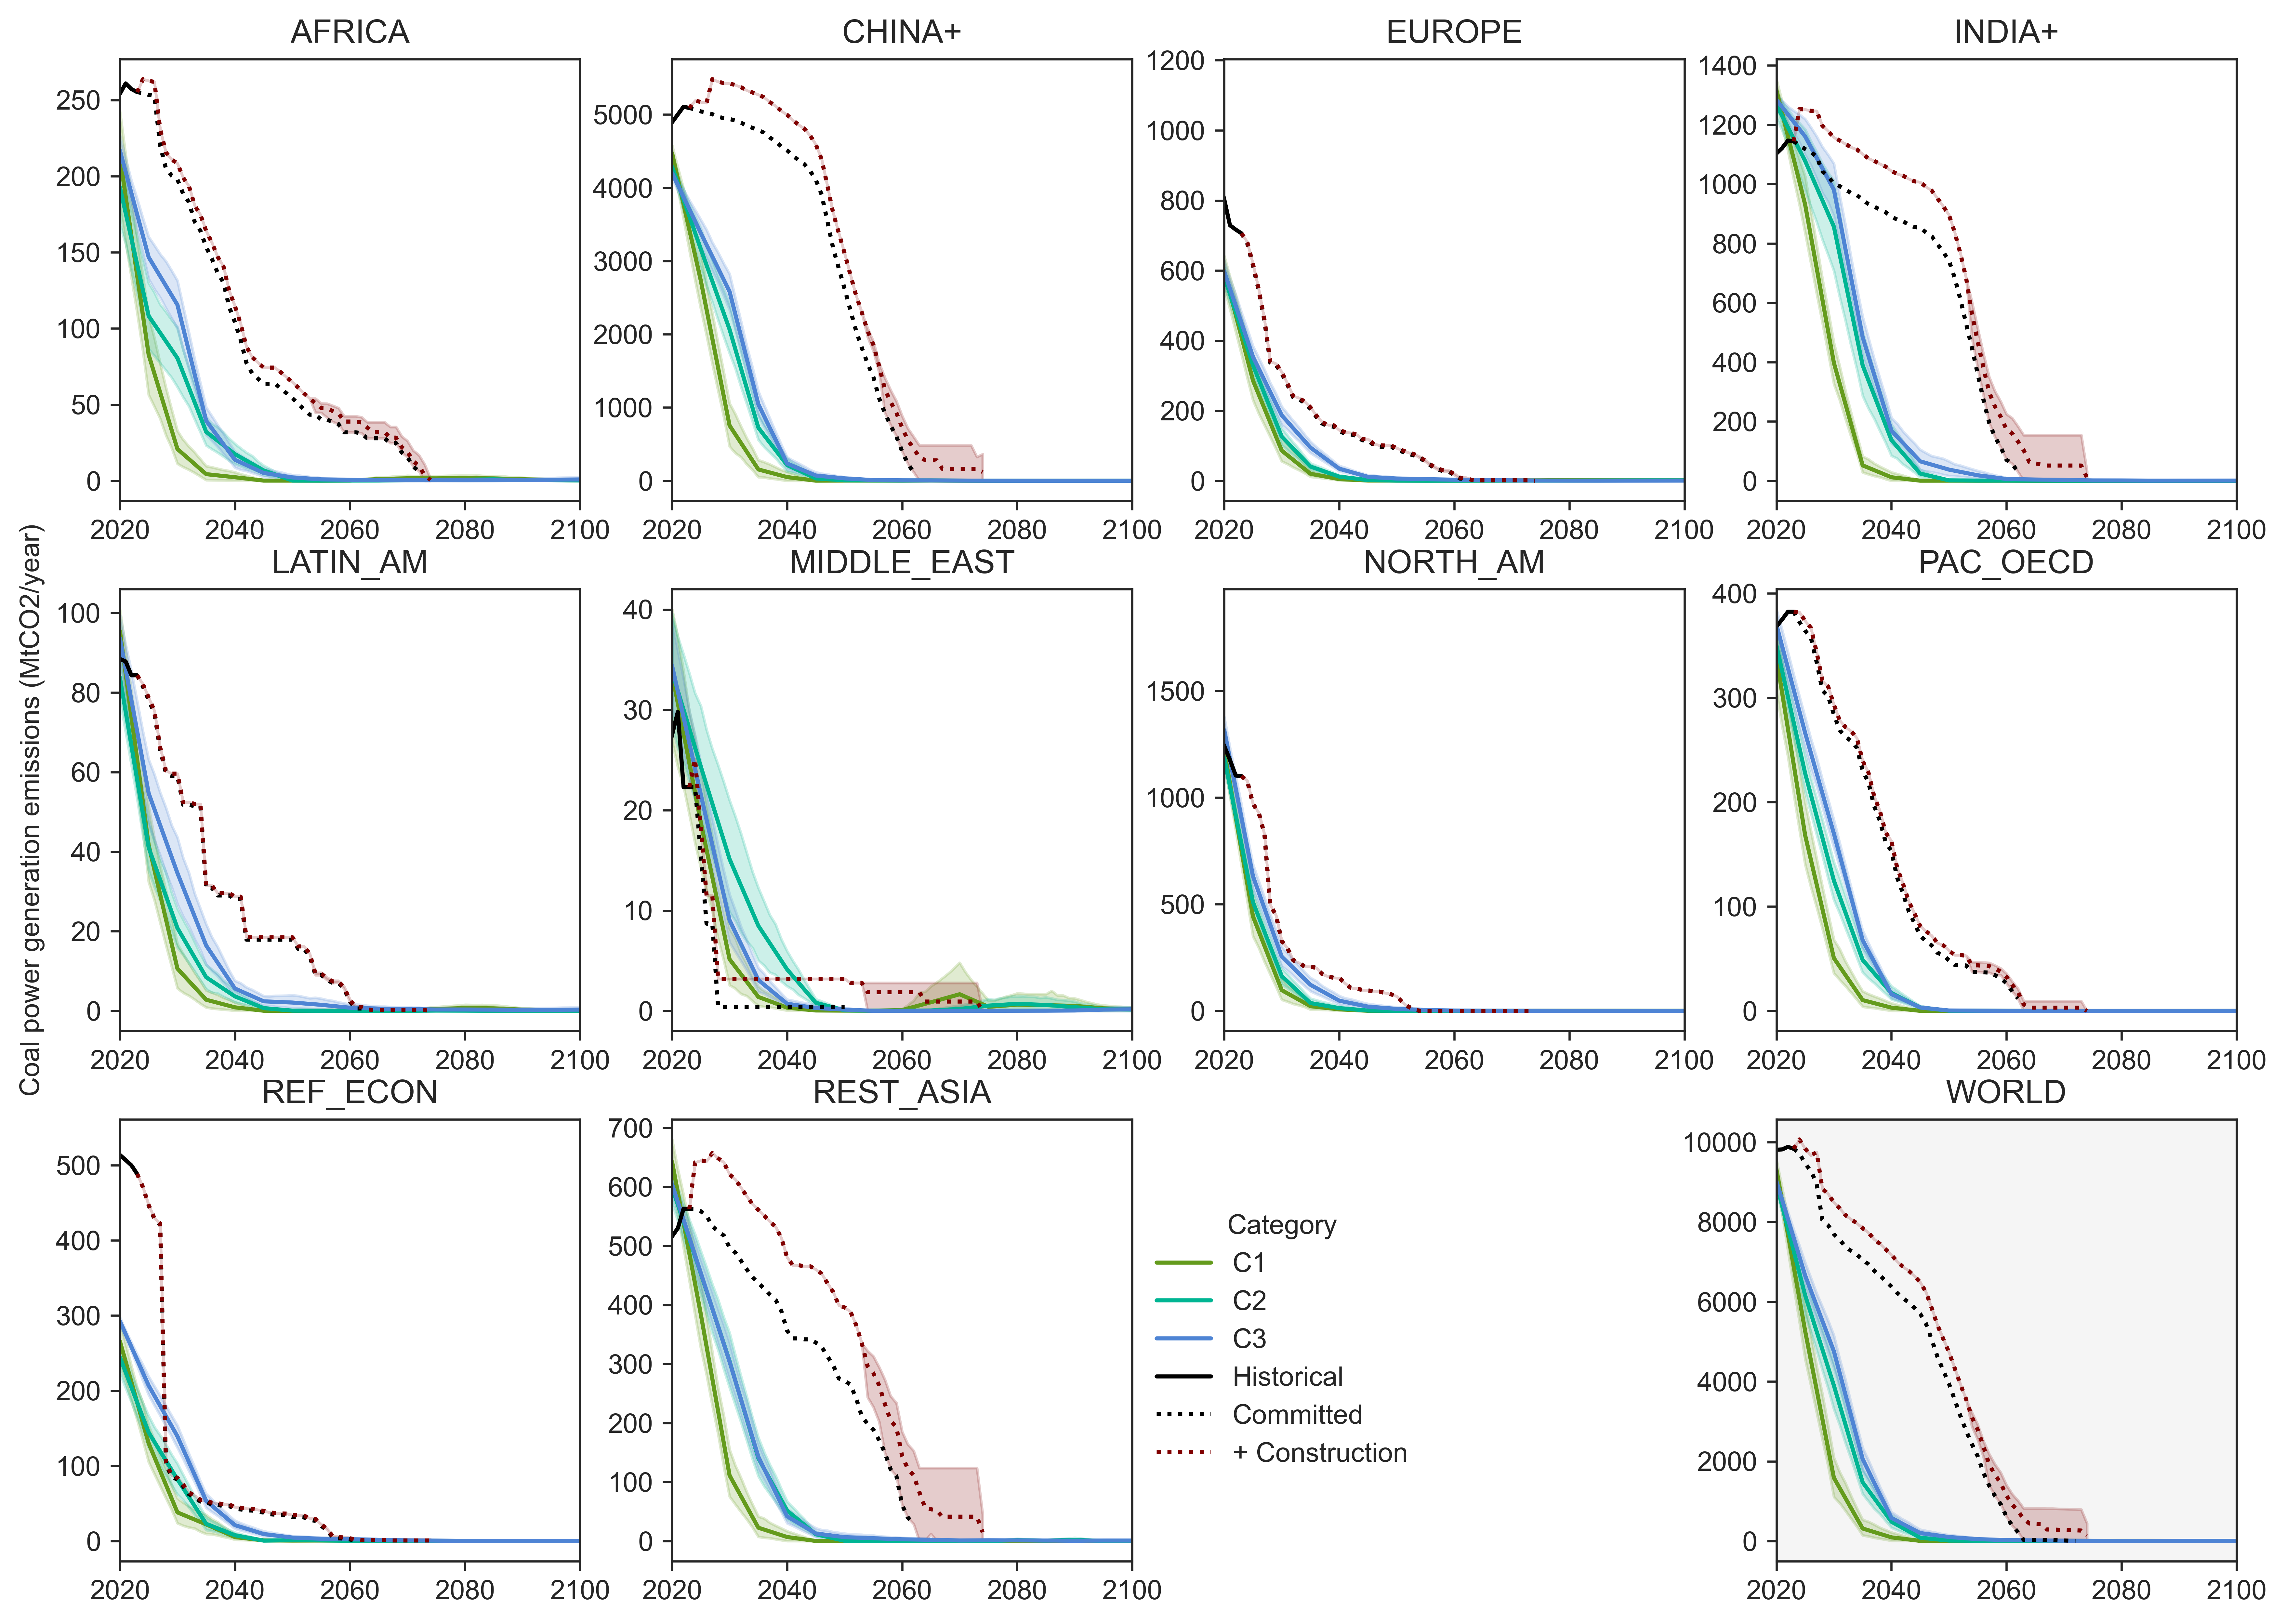 AFRICA
CHINA+
EUROPE
INDIA+
250
200
150
100
50
0
5000
4000
3000
2000
1000
0
1200
1000
800
600
400
200
0
1400
1200
1000
800
600
400
200
0
2020 2040 2060 2080 2100
2020 2040 2060 2080 2100
2020 2040 2060 2080 2100
2020 2040 2060 2080 2100
Coal power generation emissions (MtCO2/year)
LATIN_AM
MIDDLE_EAST
NORTH_AM
PAC_OECD
100
80
60
40
20
0
40
30
20
10
0
1500
1000
500
0
400
300
200
100
0
2020 2040 2060 2080 2100
2020 2040 2060 2080 2100
2020 2040 2060 2080 2100
2020 2040 2060 2080 2100
REF_ECON
REST_ASIA
WORLD
500
400
300
200
100
0
700
600
500
400
300
200
100
0
Category
C1
C2
C3
Historical
Committed
+ Construction
10000
8000
6000
4000
2000
0
2020 2040 2060 2080 2100
2020 2040 2060 2080 2100
2020 2040 2060 2080 2100